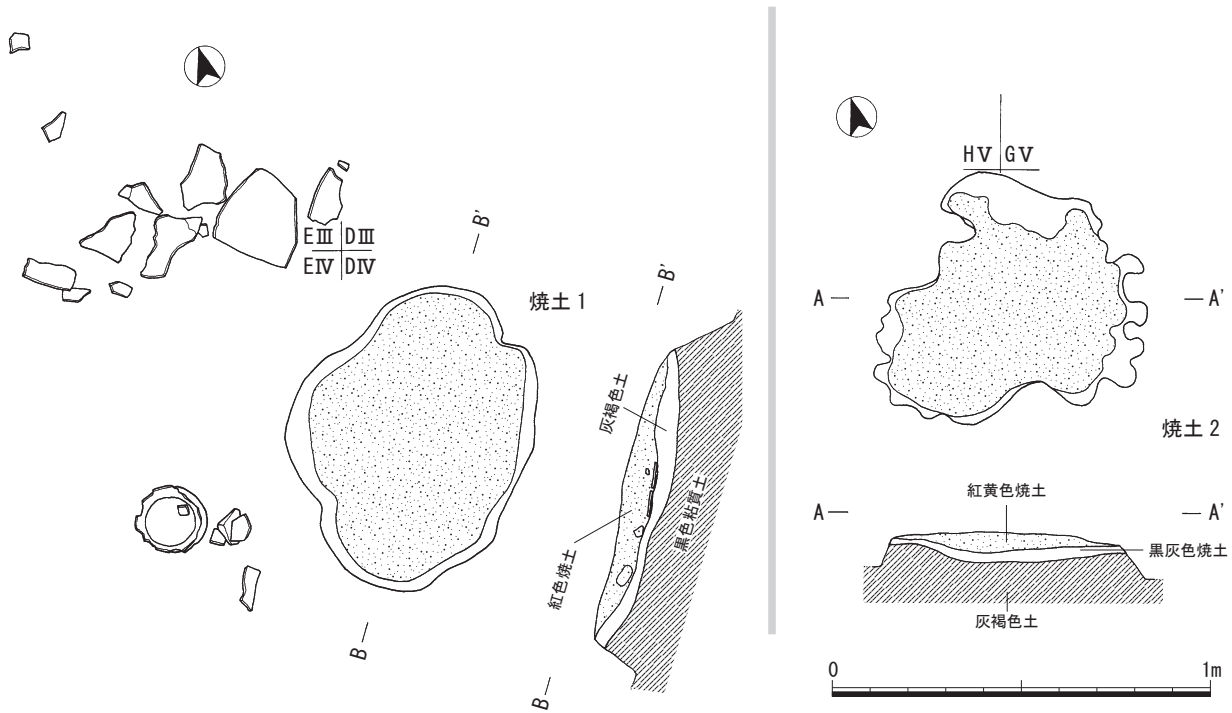 EⅢ DⅢ
EⅣ DⅣ
B'
B'
焼土1
灰褐色土
黒色粘質土
紅色焼土
B
B
HⅤ GⅤ
A
A'
焼土2
紅黄色焼土
A
A'
黒灰色焼土
灰褐色土
0
1m